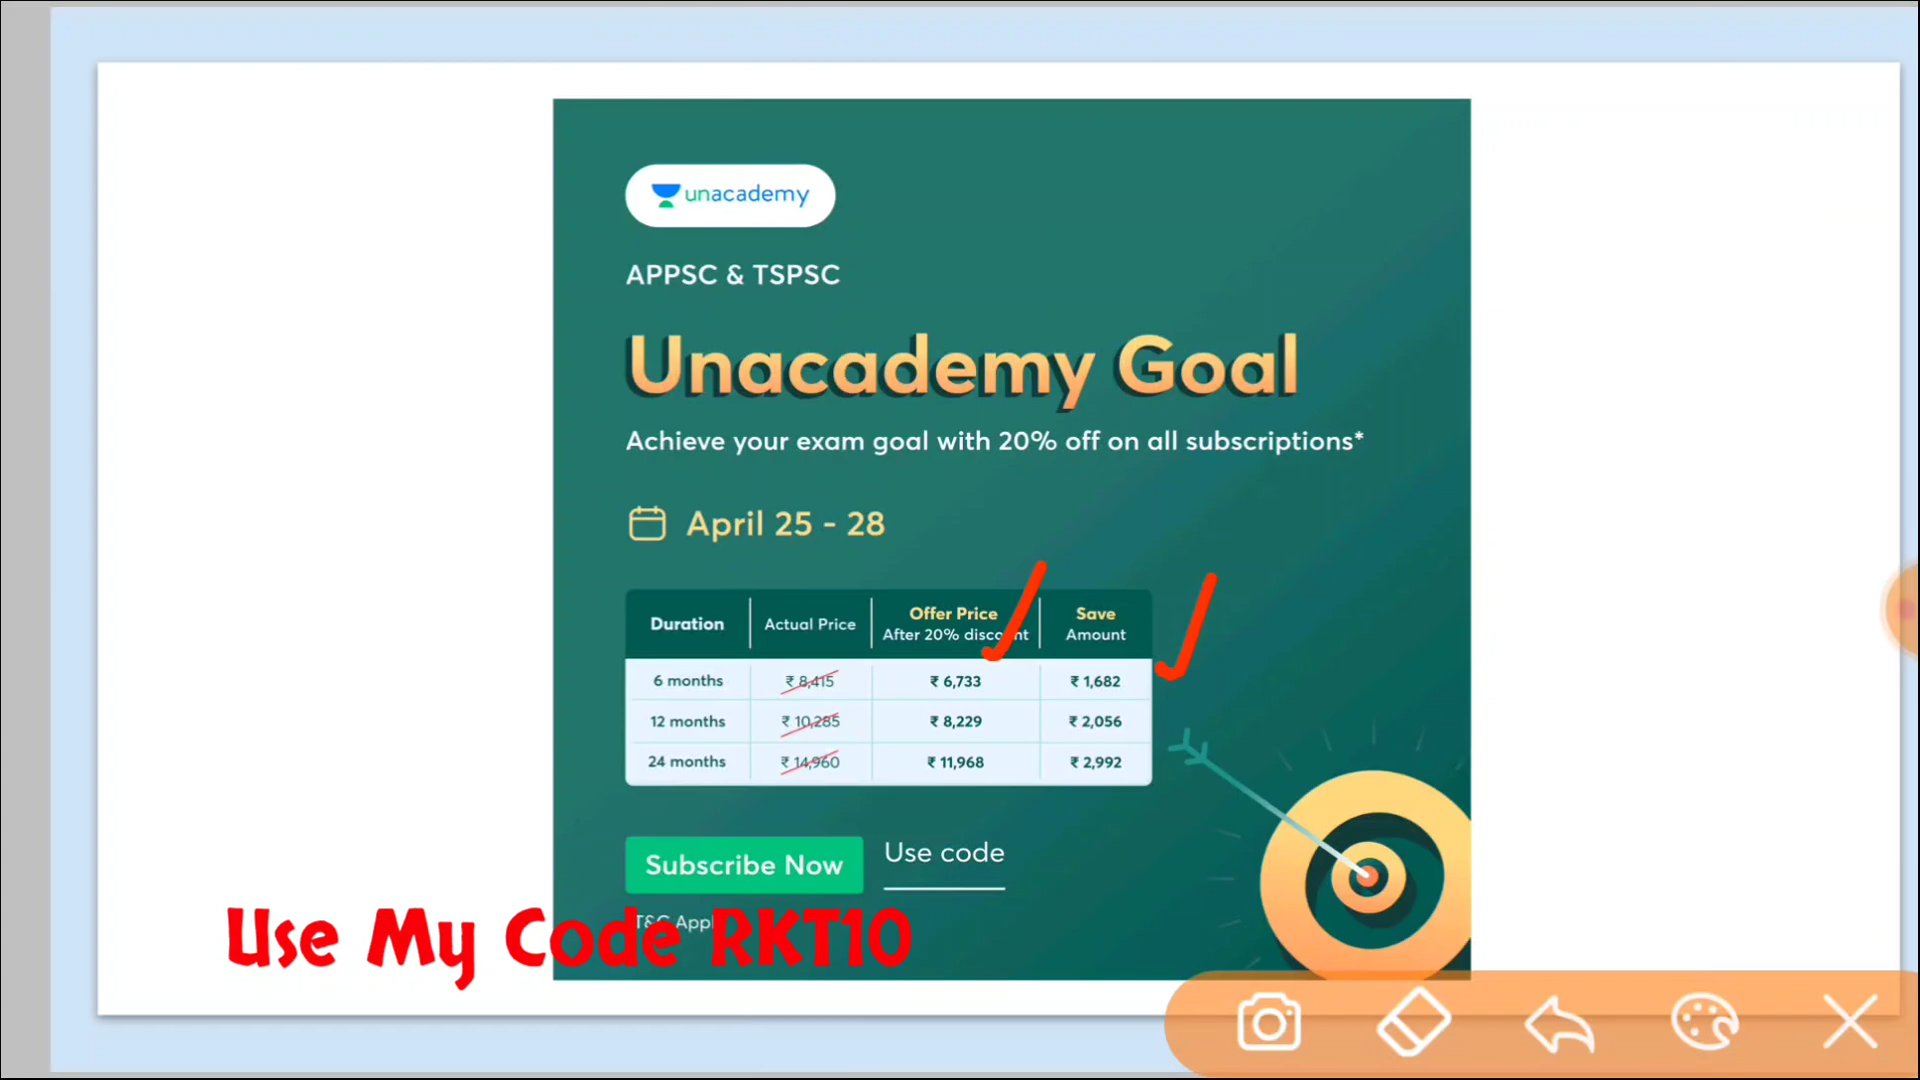 unacademy
APPSC & TSPSC
Unacademy Goal
Achieve your exam goal with 20% off on all subscriptions*
April 25 - 28
Duration Actual Price Offer Price After 20% discount Save Amount
6 months ₹ 8,415 ₹ 6,733 ₹ 1,682
12 months ₹ 10,285 ₹ 8,229 ₹ 2,056
24 months ₹ 14,960 ₹ 11,968 ₹ 2,992
Subscribe Now Use code
T&C Appl
Use My Code RKT10